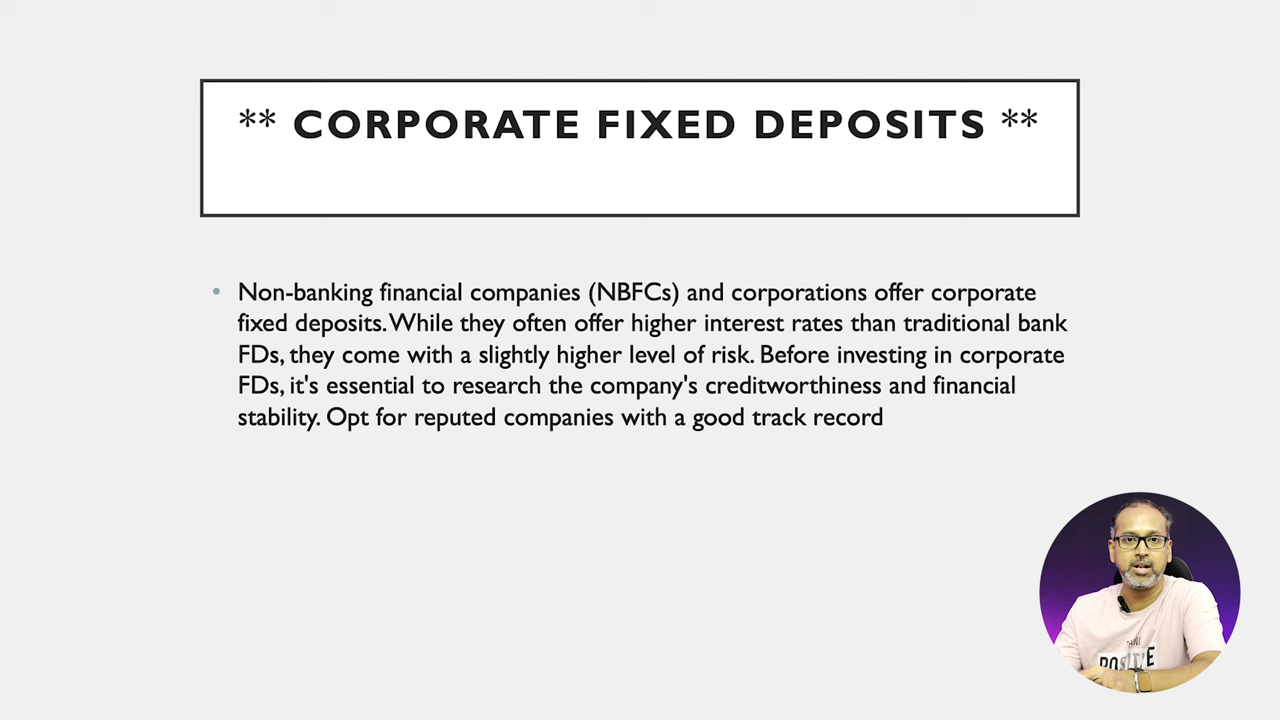 ** CORPORATE FIXED DEPOSITS **
• Non-banking financial companies (NBFCs) and corporations offer corporate
fixed deposits. While they often offer higher interest rates than traditional bank
FDs, they come with a slightly higher level of risk. Before investing in corporate
FDs, it's essential to research the company's creditworthiness and financial
stability. Opt for reputed companies with a good track record
THINK
POSITIVE